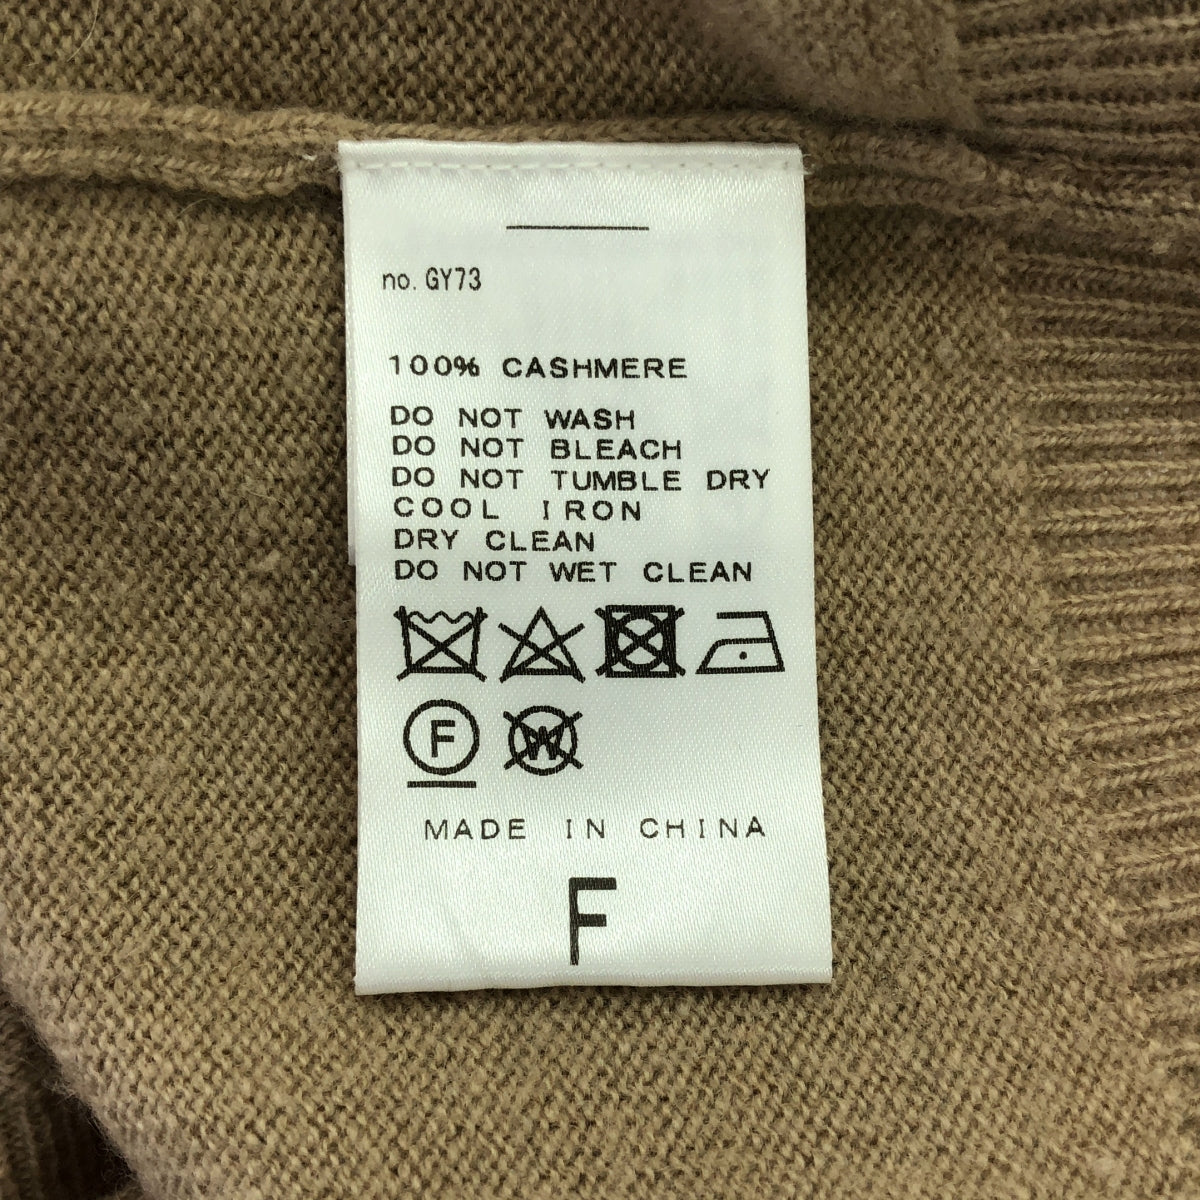 no. GY73
100% CASHMERE
DO NOT WASH
DO NOT BLEACH
DO NOT TUMBLE DRY
COOL IRON
DRY CLEAN
DO NOT WET CLEAN
F W
MADE IN CHINA
F